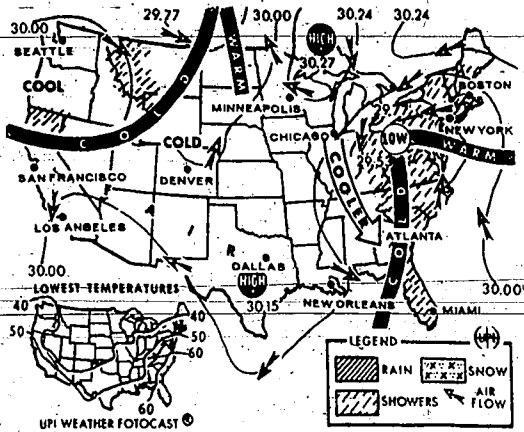 29.77
30.00
30.24
30.24
30.00
SEATTLE
HIGH
30.27
WARM
COLD
COOL
BOSTON
MINNEAPOLIS
NEW YORK
CHICAGO
LOW
WARM
COLD
SAN FRANCISCO
DENVER
COOLER
COLD
LOS ANGELES
AIR
ATLANTA
DALLAS
HIGH
30.00
30.15
NEW ORLEANS
30.00
MIAMI
LOWEST TEMPERATURES
40
50
40
50
60
60
LEGEND
UPI
RAIN
SNOW
SHOWERS
AIR
FLOW
UPI WEATHER FOTOCAST ®